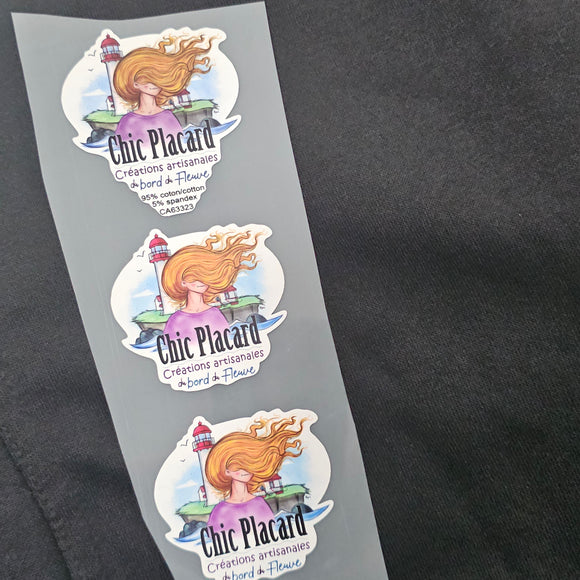 Chic Placard
Créations artisanales
du bord du Fleuve
95% coton/cotton
5% spandex
CA63323
Chic Placard
Créations artisanales
du bord du Fleuve
Chic Placard
Créations artisanales
du bord du Fleuve